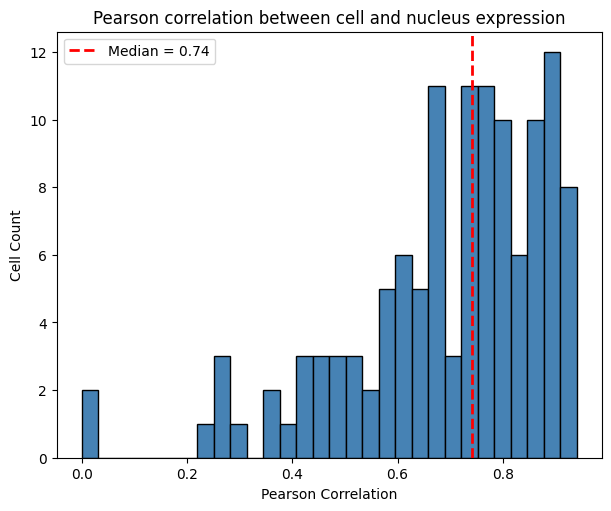 Pearson correlation between cell and nucleus expression
Median = 0.74
12
10
8
6
4
2
0
Cell Count
0.0 0.2 0.4 0.6 0.8
Pearson Correlation